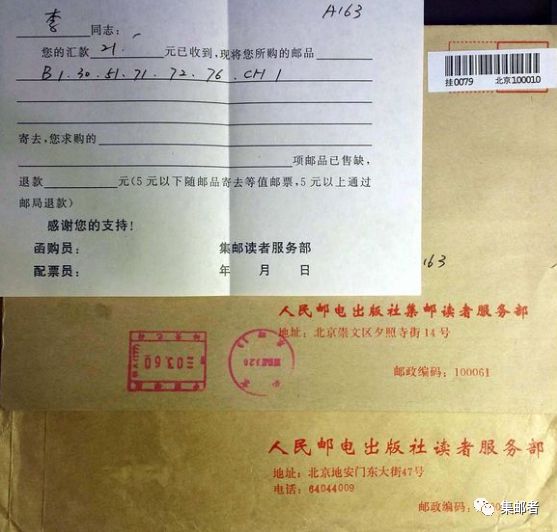 A163
李 同志：
您的汇款 21. 元已收到，现将您所购的邮品
B1.30.51.71.72.76.CH1
寄去，您求购的
项邮品已售缺，
退款 元（5元以下随邮品寄去等值邮票，5元以上通过
邮局退款）
感谢您的支持！
函购员： 集邮读者服务部
配票员： 年 月 日
挂0079 北京100010
163
人民邮电出版社集邮读者服务部
地址：北京崇文区夕照寺街14号
邮政编码：100061
03.60
人民邮电出版社读者服务部
地址：北京地安门东大街47号
电话：64044009
邮政编码：
集邮者